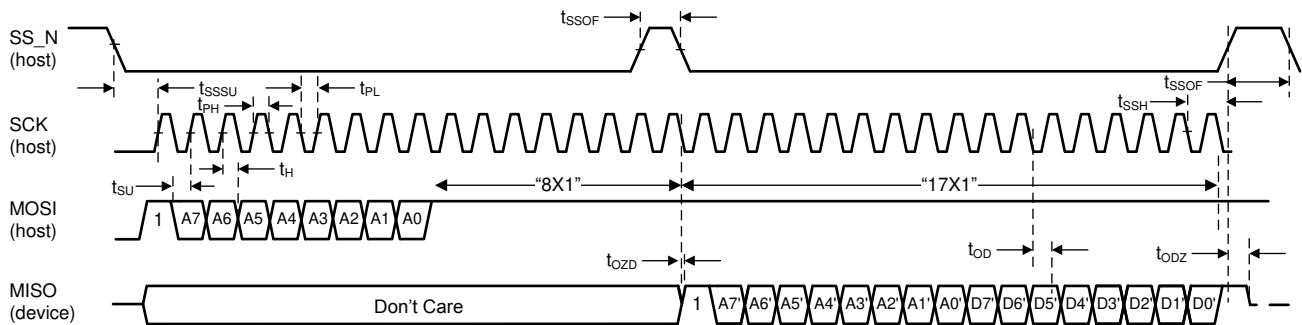 tSSOF
SS_N
(host)
tSSSU
tPL
tSSOF
tPH
tSSH
SCK
(host)
tH
tSU
"8X1"
"17X1"
MOSI
(host)
1 A7 A6 A5 A4 A3 A2 A1 A0
tOZD
tOD
tODZ
MISO
(device)
Don't Care
1 A7' A6' A5' A4' A3' A2' A1' A0' D7' D6' D5' D4' D3' D2' D1' D0'